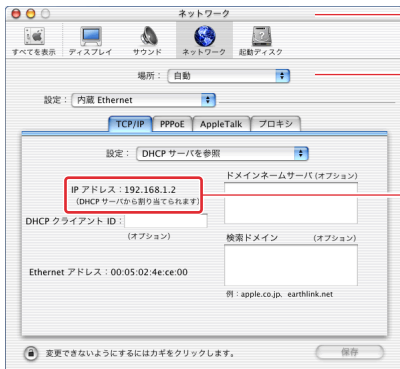 ネットワーク
すべてを表示 ディスプレイ サウンド ネットワーク 起動ディスク
場所： 自動
設定： 内蔵 Ethernet
TCP/IP PPPoE AppleTalk プロキシ
設定： DHCP サーバを参照
ドメインネームサーバ (オプション)
IP アドレス：192.168.1.2
(DHCP サーバから割り当てられます)
DHCP クライアント ID：
(オプション)
検索ドメイン (オプション)
Ethernet アドレス：00:05:02:4e:ce:00
例：apple.co.jp、earthlink.net
変更できないようにするにはカギをクリックします。
保存